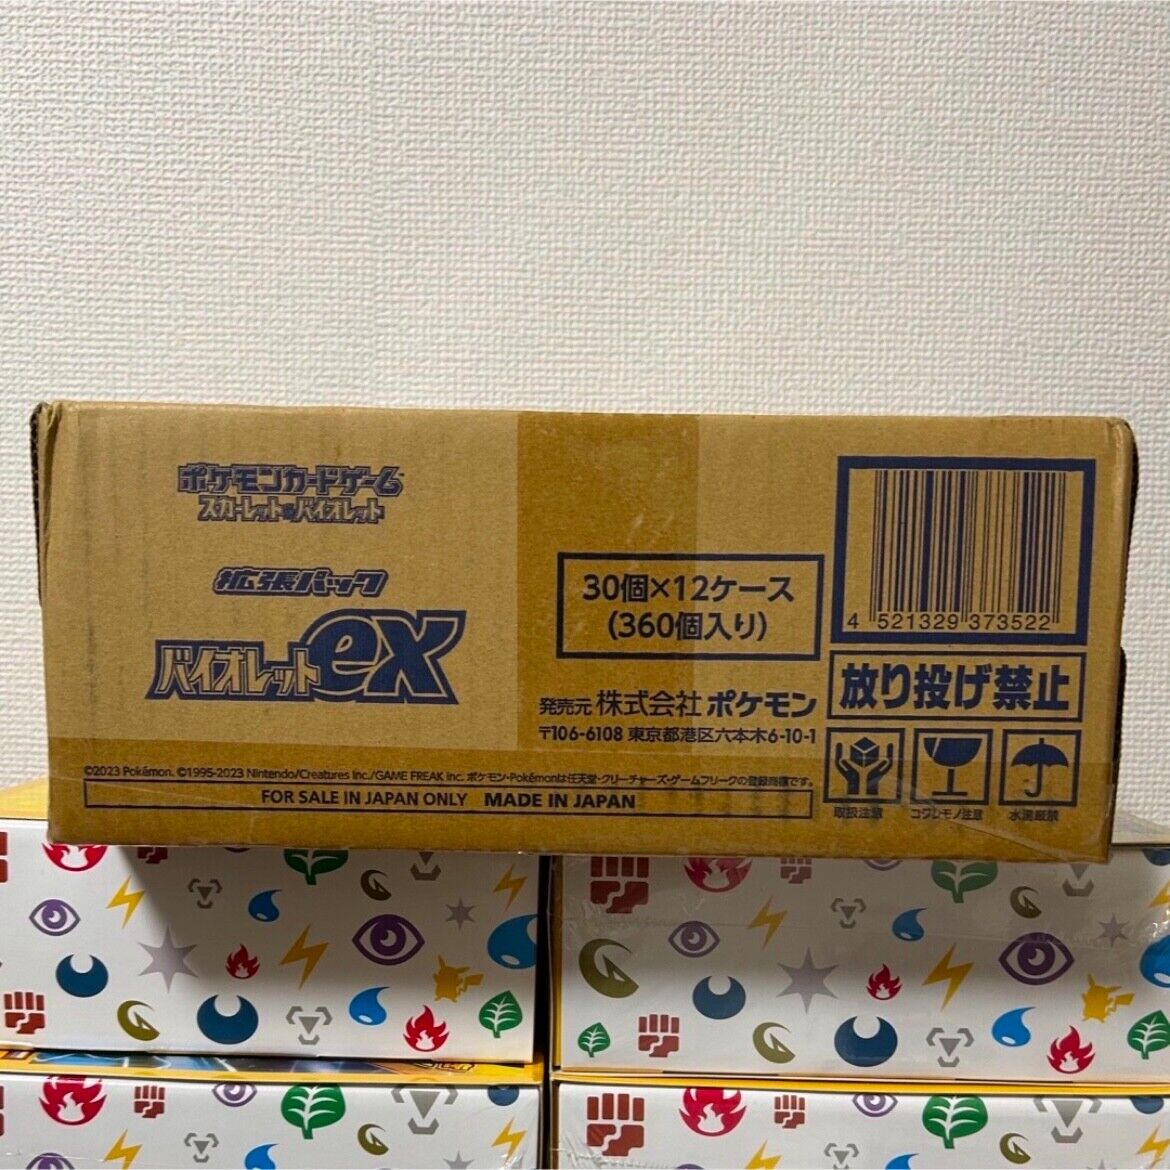 ポケモンカードゲーム
スカーレット&バイオレット
拡張パック
バイオレットex
30個×12ケース
(360個入り)
発売元 株式会社 ポケモン
〒106-6108 東京都港区六本木6-10-1
©2023 Pokémon. ©1995-2023 Nintendo/Creatures Inc./GAME FREAK inc. ポケモン・Pokémonは任天堂・クリーチャーズ・ゲームフリークの登録商標です。
FOR SALE IN JAPAN ONLY MADE IN JAPAN
4 521329 373522
放り投げ禁止
取扱注意
コワレモノ注意
水濡厳禁